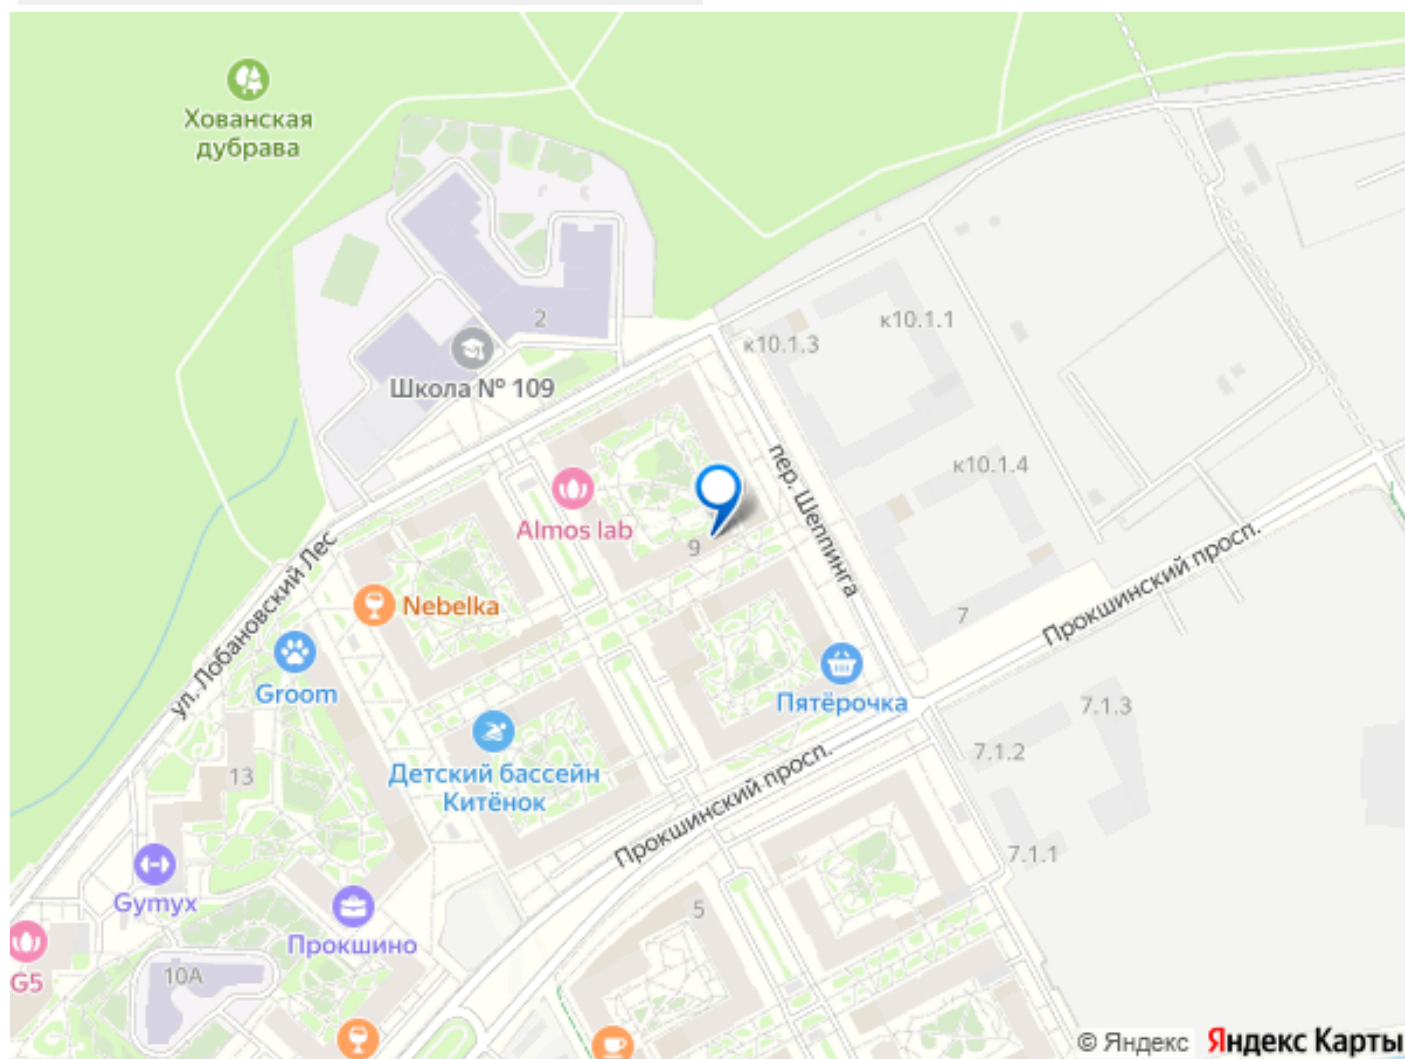 Хованская
дубрава
к10.1.1
2
к10.1.3
Школа № 109
пер. Шеппинга
к10.1.4
Almos lab
9
Прокшинский просп.
ул. Лобановский Лес
Nebelka
7
Groom
Пятёрочка
7.1.3
7.1.2
Детский бассейн
Китёнок
13
Прокшинский просп.
7.1.1
Gymyx
5
Прокшино
G5
10А
© Яндекс Яндекс Карты